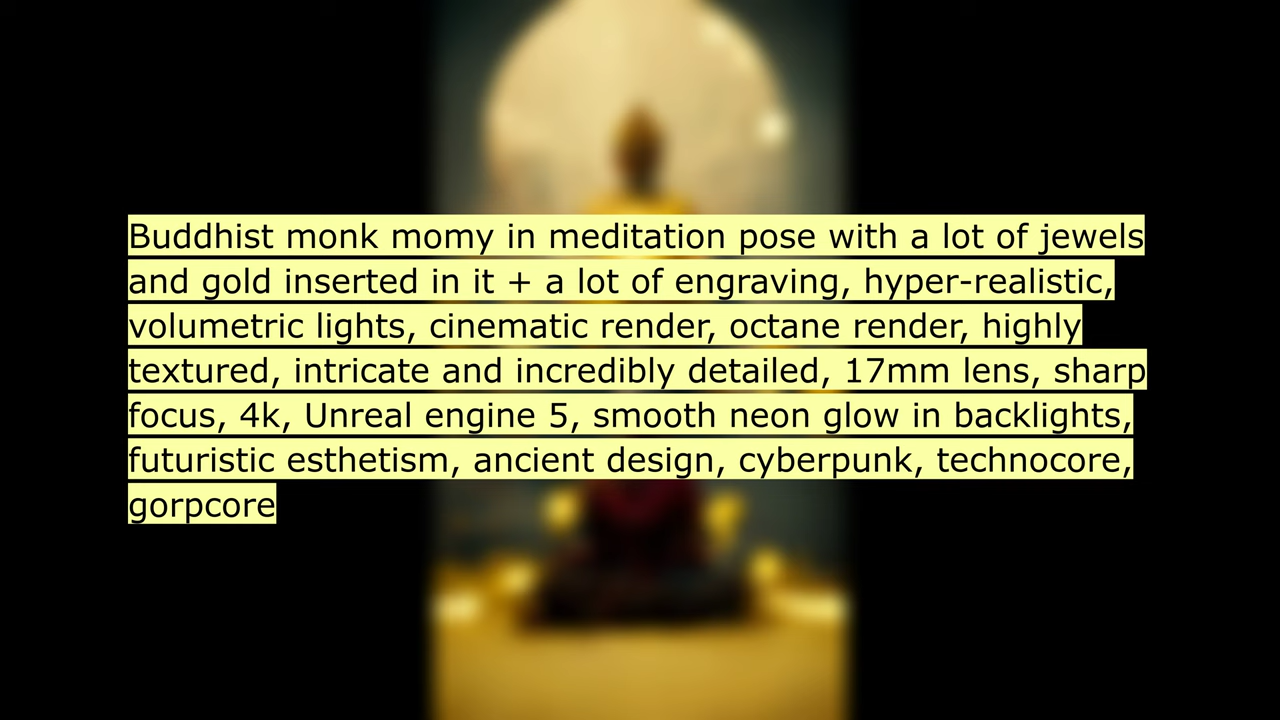 Buddhist monk momy in meditation pose with a lot of jewels
and gold inserted in it + a lot of engraving, hyper-realistic,
volumetric lights, cinematic render, octane render, highly
textured, intricate and incredibly detailed, 17mm lens, sharp
focus, 4k, Unreal engine 5, smooth neon glow in backlights,
futuristic esthetism, ancient design, cyberpunk, technocore,
gorpcore